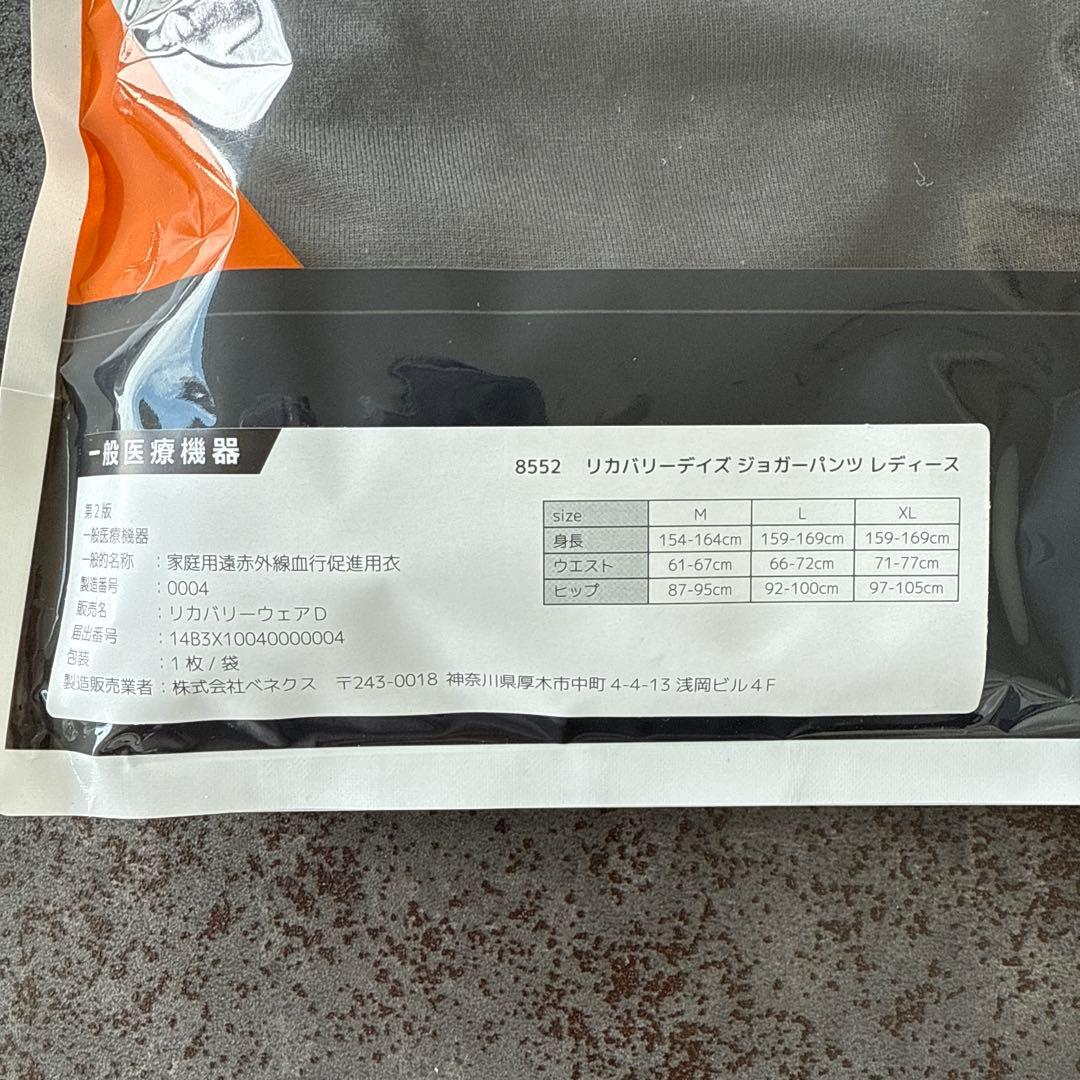 一般医療機器
8552 リカバリーデイズ ジョガーパンツ レディース
size M L XL
身長 154-164cm 159-169cm 159-169cm
ウエスト 61-67cm 66-72cm 71-77cm
ヒップ 87-95cm 92-100cm 97-105cm
第2版
一般医療機器
一般的名称 : 家庭用遠赤外線血行促進用衣
製造番号 : 0004
販売名 : リカバリーウェアD
届出番号 : 14B3X10040000004
包装 : 1枚/袋
製造販売業者 : 株式会社ベネクス 〒243-0018 神奈川県厚木市中町4-4-13浅岡ビル4F